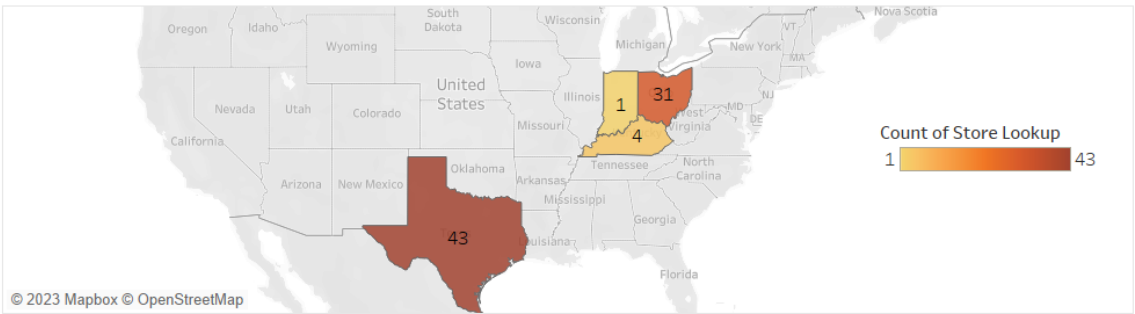 South
Dakota
Wisconsin
Nova Scotia
Oregon
Idaho
Wyoming
Michigan
VT
New York
MA
Iowa
United
States
Nevada
Utah
Colorado
Illinois
1
31
NJ
MD
DE
West
Virginia
California
Missouri
4
Count of Store Lookup
1
43
Arizona
New Mexico
Oklahoma
Arkansas
Tennessee
North
Carolina
Mississippi
Georgia
43
Louisiana
Florida
© 2023 Mapbox © OpenStreetMap